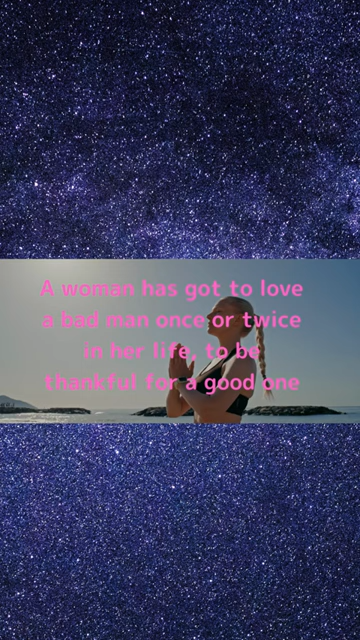 A woman has got to love
a bad man once or twice
in her life, to be
thankful for a good one